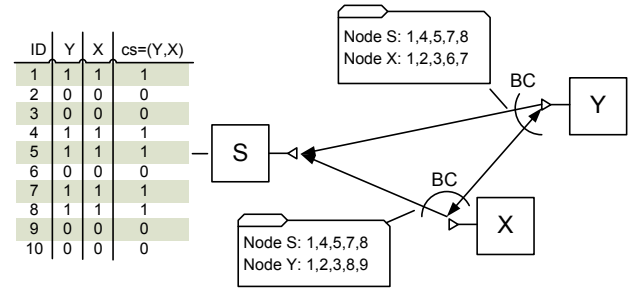 ID Y X cs=(Y,X)
1 1 1 1
2 0 0 0
3 0 0 0
4 1 1 1
5 1 1 1
6 0 0 0
7 1 1 1
8 1 1 1
9 0 0 0
10 0 0 0
S
Node S: 1,4,5,7,8
Node X: 1,2,3,6,7
BC
Y
BC
X
Node S: 1,4,5,7,8
Node Y: 1,2,3,8,9